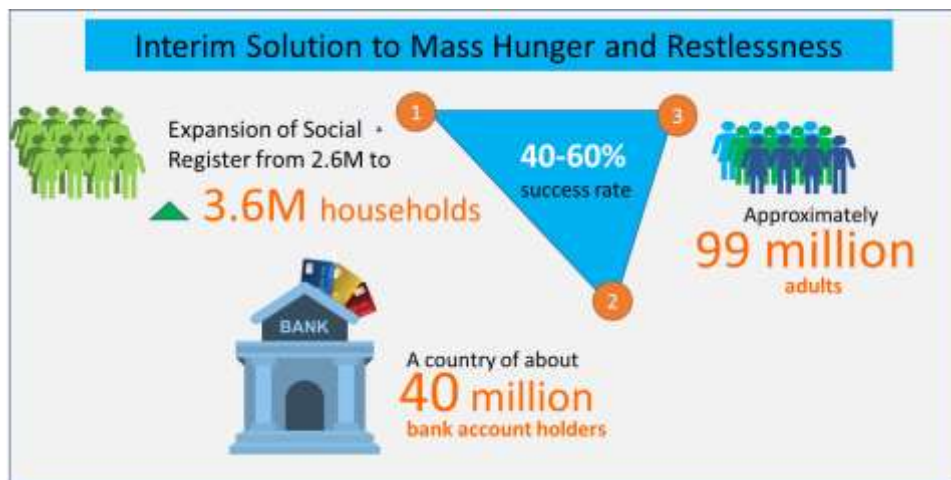 Interim Solution to Mass Hunger and Restlessness
1
Expansion of Social
Register from 2.6M to
3.6M households
40-60%
success rate
3
Approximately
99 million
adults
2
BANK
A country of about
40 million
bank account holders